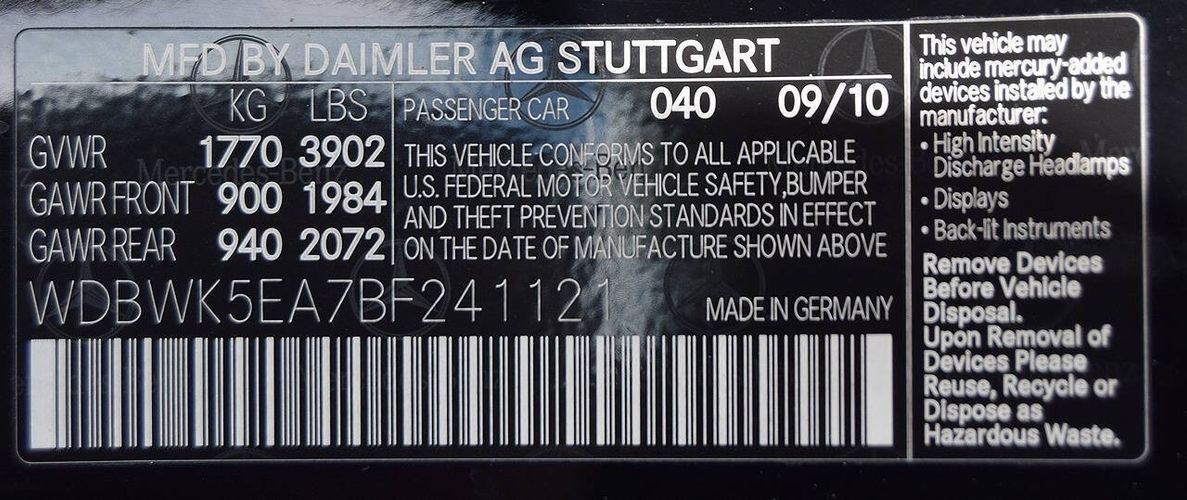 MFD BY DAIMLER AG STUTTGART
KG LBS
GVWR 1770 3902
GAWR FRONT 900 1984
GAWR REAR 940 2072
PASSENGER CAR 040 09/10
THIS VEHICLE CONFORMS TO ALL APPLICABLE
U.S. FEDERAL MOTOR VEHICLE SAFETY,BUMPER
AND THEFT PREVENTION STANDARDS IN EFFECT
ON THE DATE OF MANUFACTURE SHOWN ABOVE
WDBWK5EA7BF241121
MADE IN GERMANY
This vehicle may
include mercury-added
devices installed by the
manufacturer:
• High Intensity
Discharge Headlamps
• Displays
• Back-lit Instruments
Remove Devices
Before Vehicle
Disposal.
Upon Removal of
Devices Please
Reuse, Recycle or
Dispose as
Hazardous Waste.
Mercedes-Benz